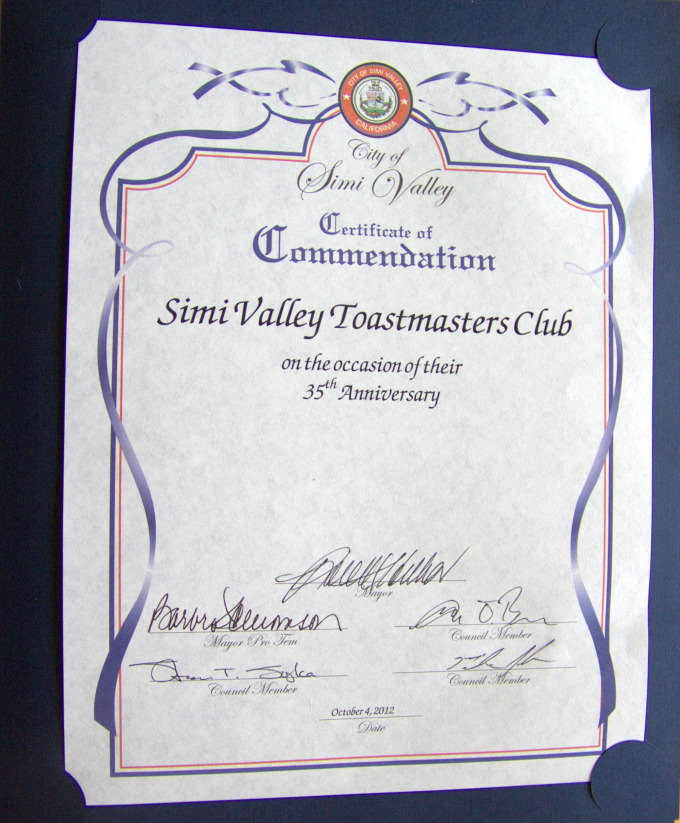 CITY OF SIMI VALLEY
CALIFORNIA
City of
Simi Valley
Certificate of
Commendation
Simi Valley Toastmasters Club
on the occasion of their
35th Anniversary
Mayor
Mayor Pro Tem
Council Member
Council Member
Council Member
October 4, 2012
Date